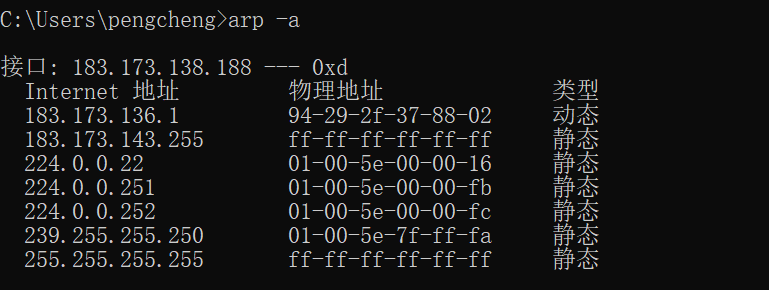 C:\Users\pengcheng>arp -a
接口: 183.173.138.188 --- 0xd
Internet 地址 物理地址 类型
183.173.136.1 94-29-2f-37-88-02 动态
183.173.143.255 ff-ff-ff-ff-ff-ff 静态
224.0.0.22 01-00-5e-00-00-16 静态
224.0.0.251 01-00-5e-00-00-fb 静态
224.0.0.252 01-00-5e-00-00-fc 静态
239.255.255.250 01-00-5e-7f-ff-fa 静态
255.255.255.255 ff-ff-ff-ff-ff-ff 静态